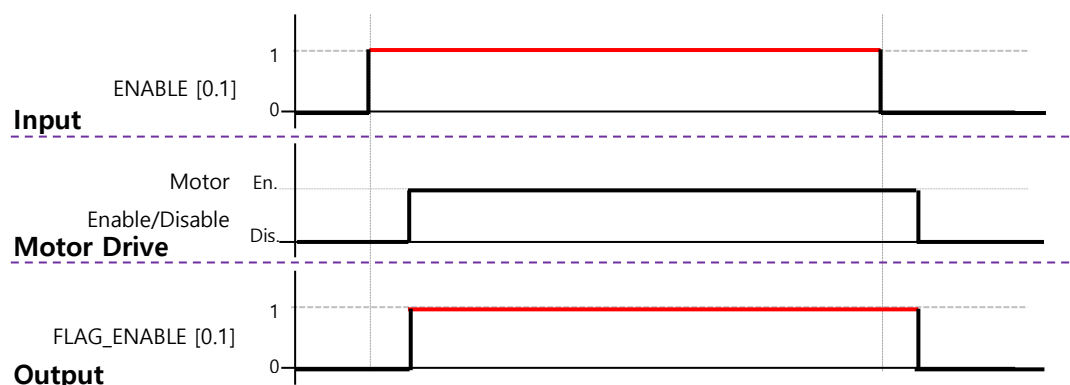 1
ENABLE [0.1]
0
Input
Motor En.
Enable/Disable
Dis.
Motor Drive
1
FLAG_ENABLE [0.1]
0
Output